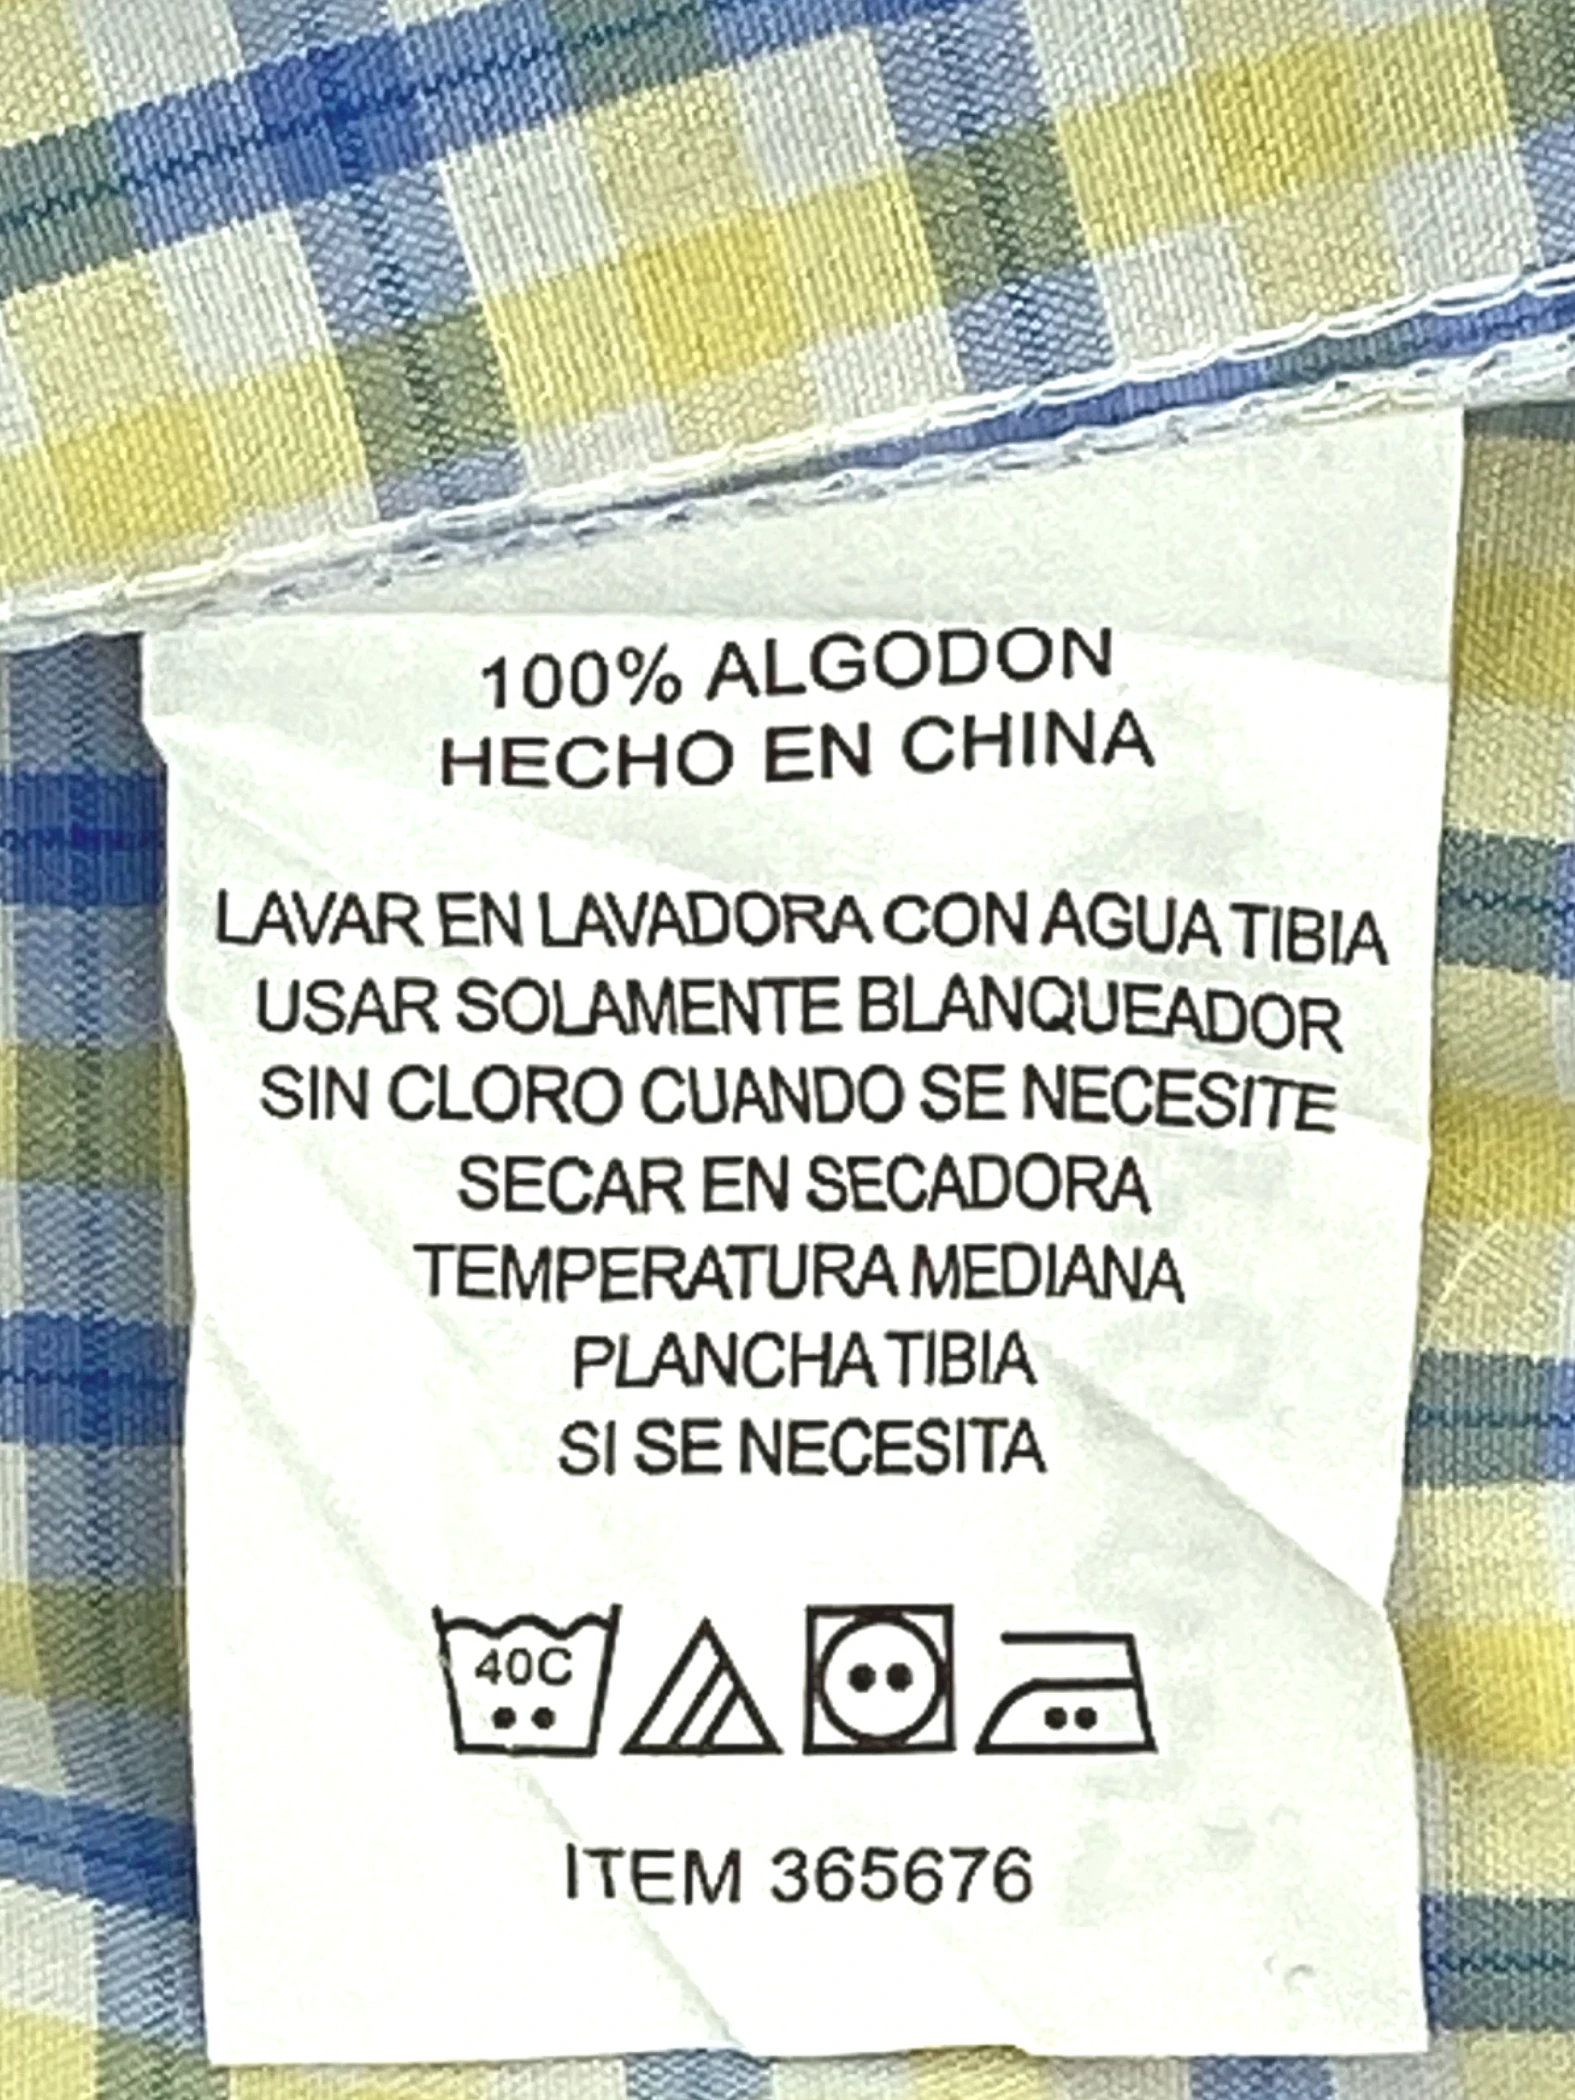 100% ALGODON
HECHO EN CHINA
LAVAR EN LAVADORA CON AGUA TIBIA
USAR SOLAMENTE BLANQUEADOR
SIN CLORO CUANDO SE NECESITE
SECAR EN SECADORA
TEMPERATURA MEDIANA
PLANCHA TIBIA
SI SE NECESITA
40C
ITEM 365676